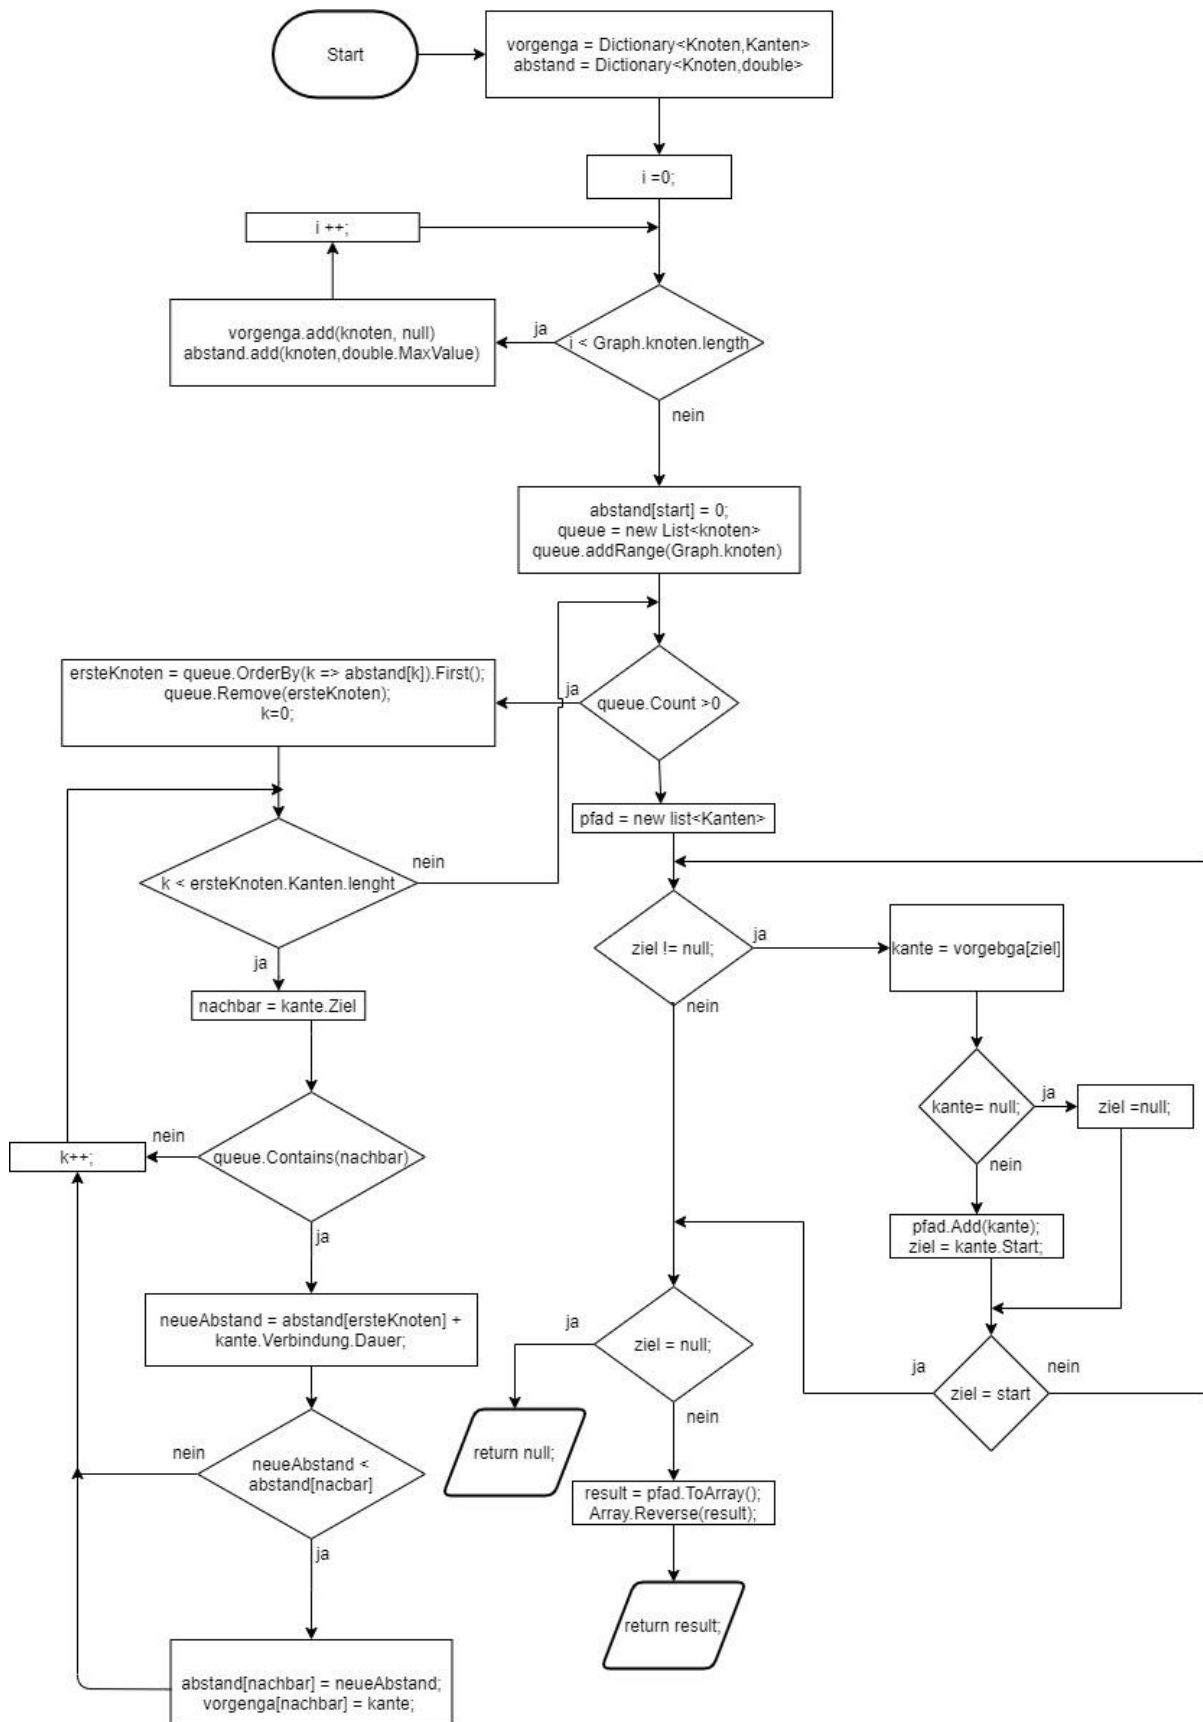 Start
vorgenga = Dictionary<Knoten,Kanten>
abstand = Dictionary<Knoten,double>
i =0;
i ++;
vorgenga.add(knoten, null)
abstand.add(knoten,double.MaxValue)
ja
i < Graph.knoten.length
nein
abstand[start] = 0;
queue = new List<knoten>
queue.addRange(Graph.knoten)
ersteKnoten = queue.OrderBy(k => abstand[k]).First();
queue.Remove(ersteKnoten);
k=0;
ja
queue.Count >0
pfad = new list<Kanten>
k < ersteKnoten.Kanten.lenght
nein
ja
nachbar = kante.Ziel
queue.Contains(nachbar)
nein
k++;
ja
neueAbstand = abstand[ersteKnoten] +
kante.Verbindung.Dauer;
neueAbstand <
abstand[nacbar]
nein
ja
abstand[nachbar] = neueAbstand;
vorgenga[nachbar] = kante;
ziel != null;
ja
nein
kante = vorgebga[ziel]
kante= null;
ja
ziel =null;
nein
pfad.Add(kante);
ziel = kante.Start;
ziel = start
ja
nein
ziel = null;
ja
return null;
nein
result = pfad.ToArray();
Array.Reverse(result);
return result;